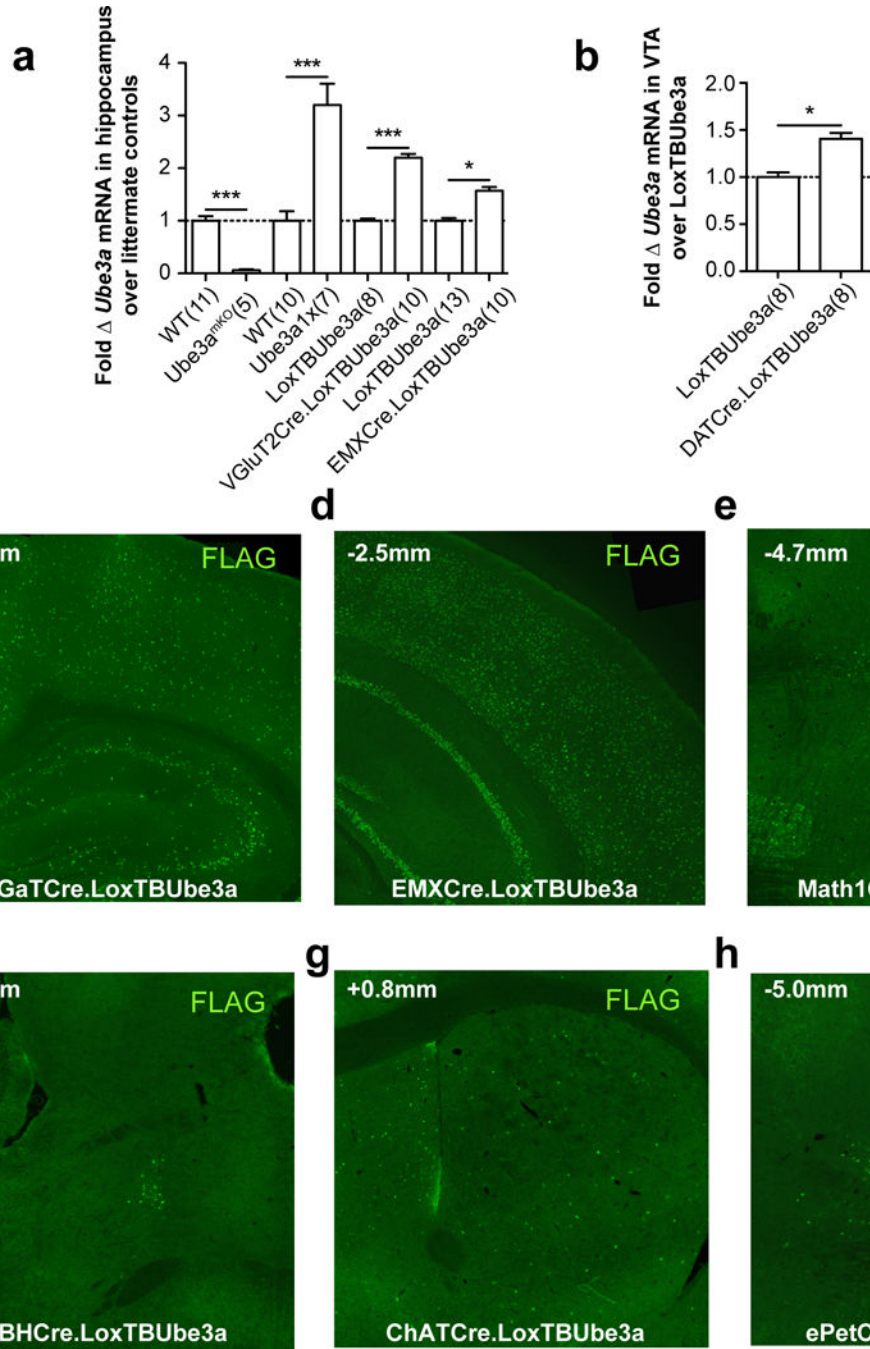 a
Fold Δ Ube3a mRNA in hippocampus
over littermate controls
4
3
2
1
0
***
***
***
*
WT(11)
Ube3amKO(5)
WT(10)
Ube3a1x(7)
LoxTBUbe3a(8)
VGluT2Cre.LoxTBUbe3a(10)
LoxTBUbe3a(13)
EMXCre.LoxTBUbe3a(10)
b
Fold Δ Ube3a mRNA in VTA
over LoxTBUbe3a
2.0
1.5
1.0
0.5
0.0
*
LoxTBUbe3a(8)
DATCre.LoxTBUbe3a(8)
m
FLAG
GaTCre.LoxTBUbe3a
d
-2.5mm
FLAG
EMXCre.LoxTBUbe3a
e
-4.7mm
Math1
m
FLAG
BHCre.LoxTBUbe3a
g
+0.8mm
FLAG
ChATCre.LoxTBUbe3a
h
-5.0mm
ePetC